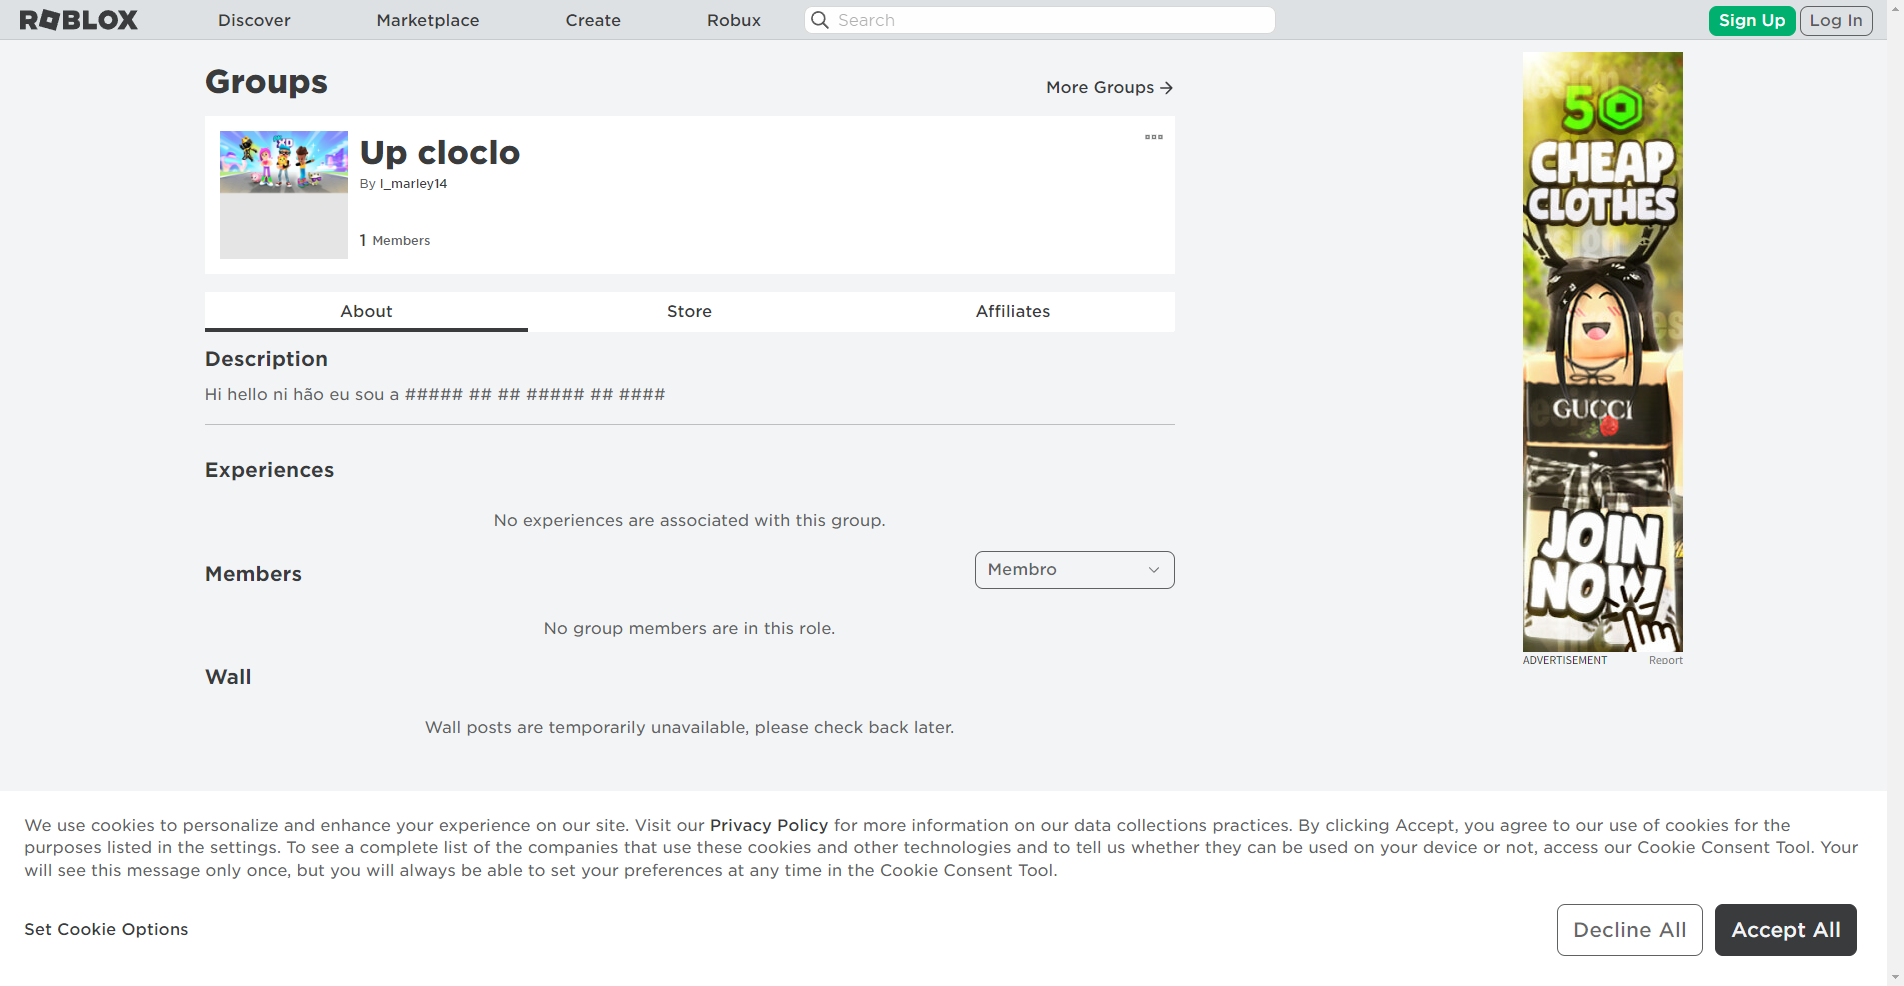 ROBLOX
Discover
Marketplace
Create
Robux
Search
Sign Up
Log In
Groups
More Groups
XD
Up cloclo
By l_marley14
1 Members
About
Store
Affiliates
Description
Hi hello ni hão eu sou a ##### ## ## ##### ## ####
Experiences
No experiences are associated with this group.
Members
Membro
No group members are in this role.
Wall
Wall posts are temporarily unavailable, please check back later.
50
CHEAP
CLOTHES
GUCCI
JOIN
NOW
ADVERTISEMENT
Report
We use cookies to personalize and enhance your experience on our site. Visit our Privacy Policy for more information on our data collections practices. By clicking Accept, you agree to our use of cookies for the
purposes listed in the settings. To see a complete list of the companies that use these cookies and other technologies and to tell us whether they can be used on your device or not, access our Cookie Consent Tool. Your
will see this message only once, but you will always be able to set your preferences at any time in the Cookie Consent Tool.
Set Cookie Options
Decline All
Accept All